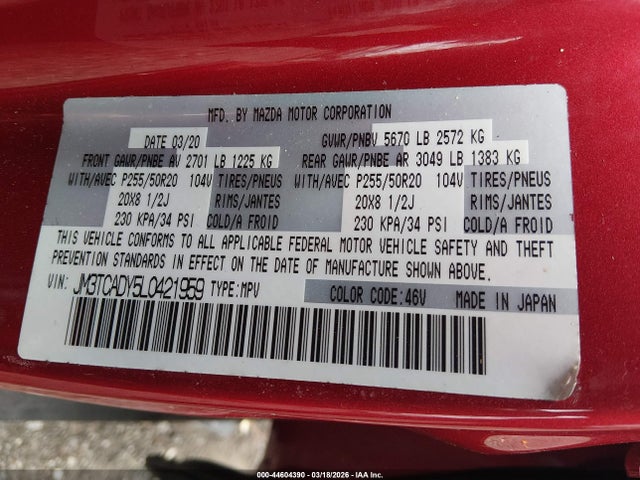 MFD. BY MAZDA MOTOR CORPORATION
DATE 03/20 GVWR/PNBV 5670 LB 2572 KG
FRONT GAWR/PNBE AV 2701 LB 1225 KG REAR GAWR/PNBE AR 3049 LB 1383 KG
WITH/AVEC P255/50R20 104V TIRES/PNEUS WITH/AVEC P255/50R20 104V TIRES/PNEUS
20X8 1/2J RIMS/JANTES 20X8 1/2J RIMS/JANTES
230 KPA/34 PSI COLD/A FROID 230 KPA/34 PSI COLD/A FROID
THIS VEHICLE CONFORMS TO ALL APPLICABLE FEDERAL MOTOR VEHICLE SAFETY AND THEFT
PREVENTION STANDARDS IN EFFECT ON THE DATE OF MANUFACTURE SHOWN ABOVE.
VIN: JM3TCADY5L0421959 TYPE:MPV COLOR CODE:46V MADE IN JAPAN
000-44604390 - 03/18/2026 - IAA Inc.